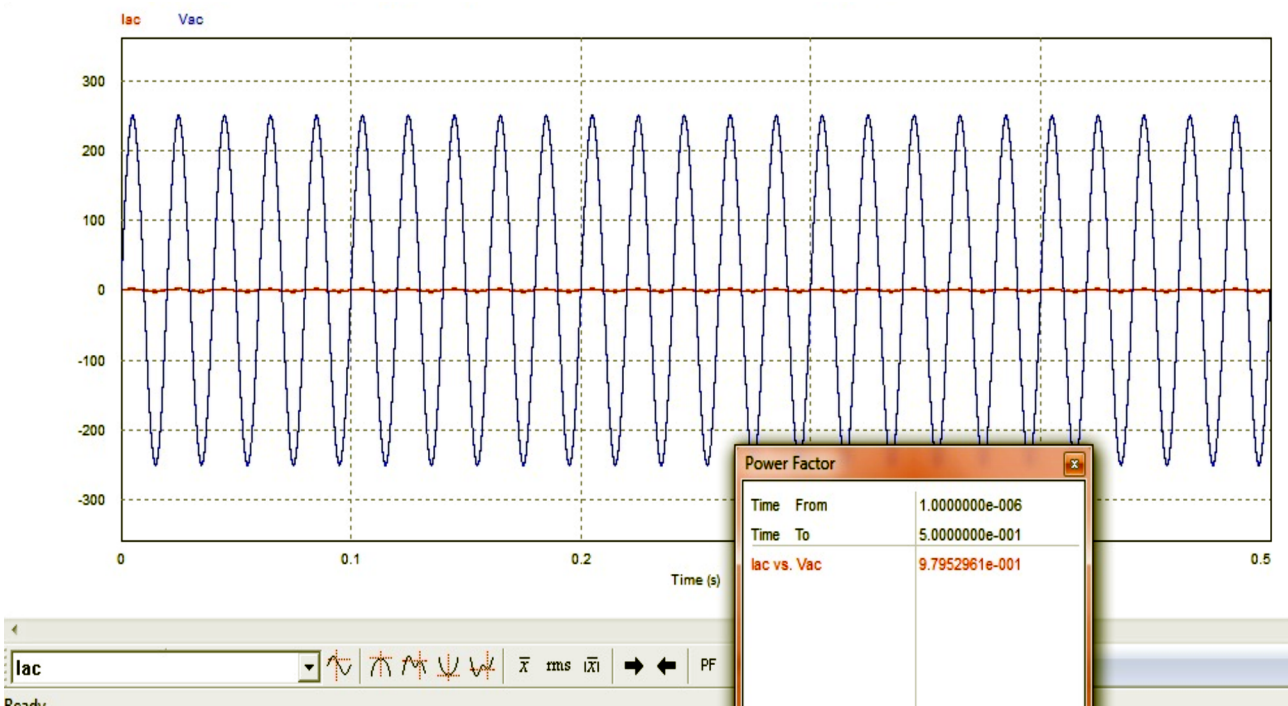 Iac Vac
300
200
100
0
-100
-200
-300
0 0.1 0.2 0.5
Time (s)
Power Factor
x
Time From 1.0000000e-006
Time To 5.0000000e-001
Iac vs. Vac 9.7952961e-001
Iac x̅ rms |x̅| PF
Ready